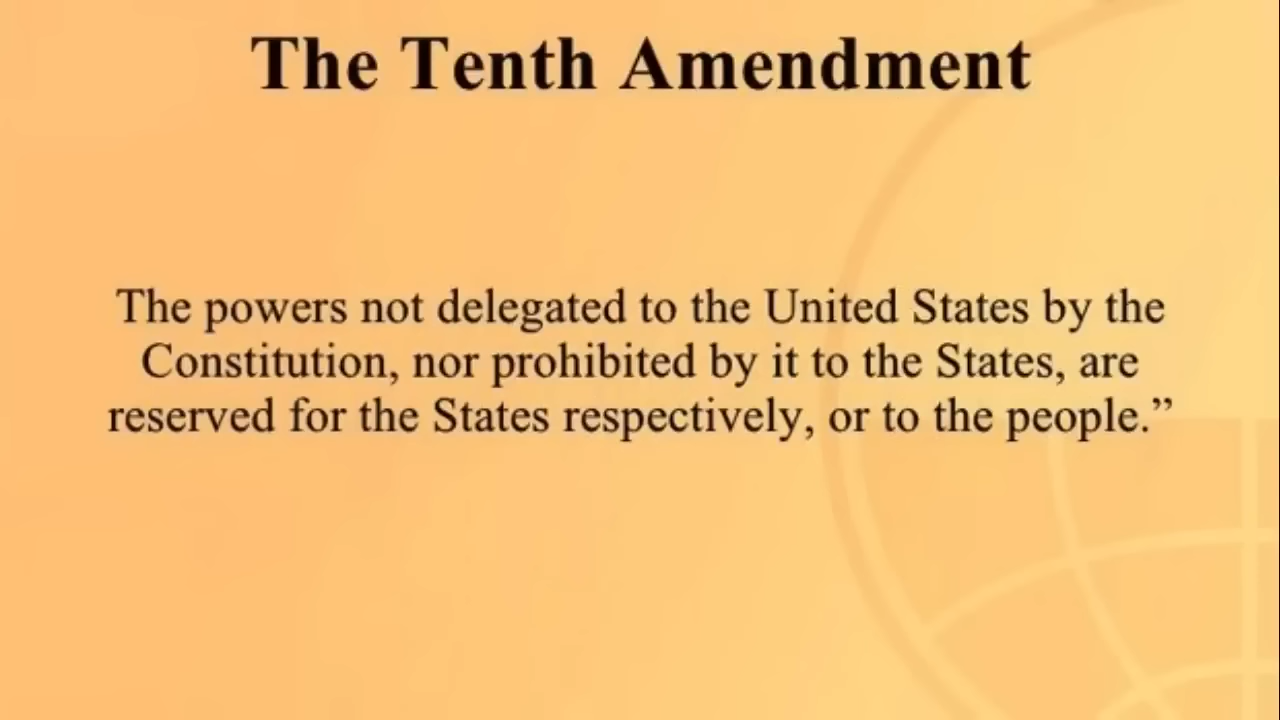 The Tenth Amendment
The powers not delegated to the United States by the
Constitution, nor prohibited by it to the States, are
reserved for the States respectively, or to the people.”